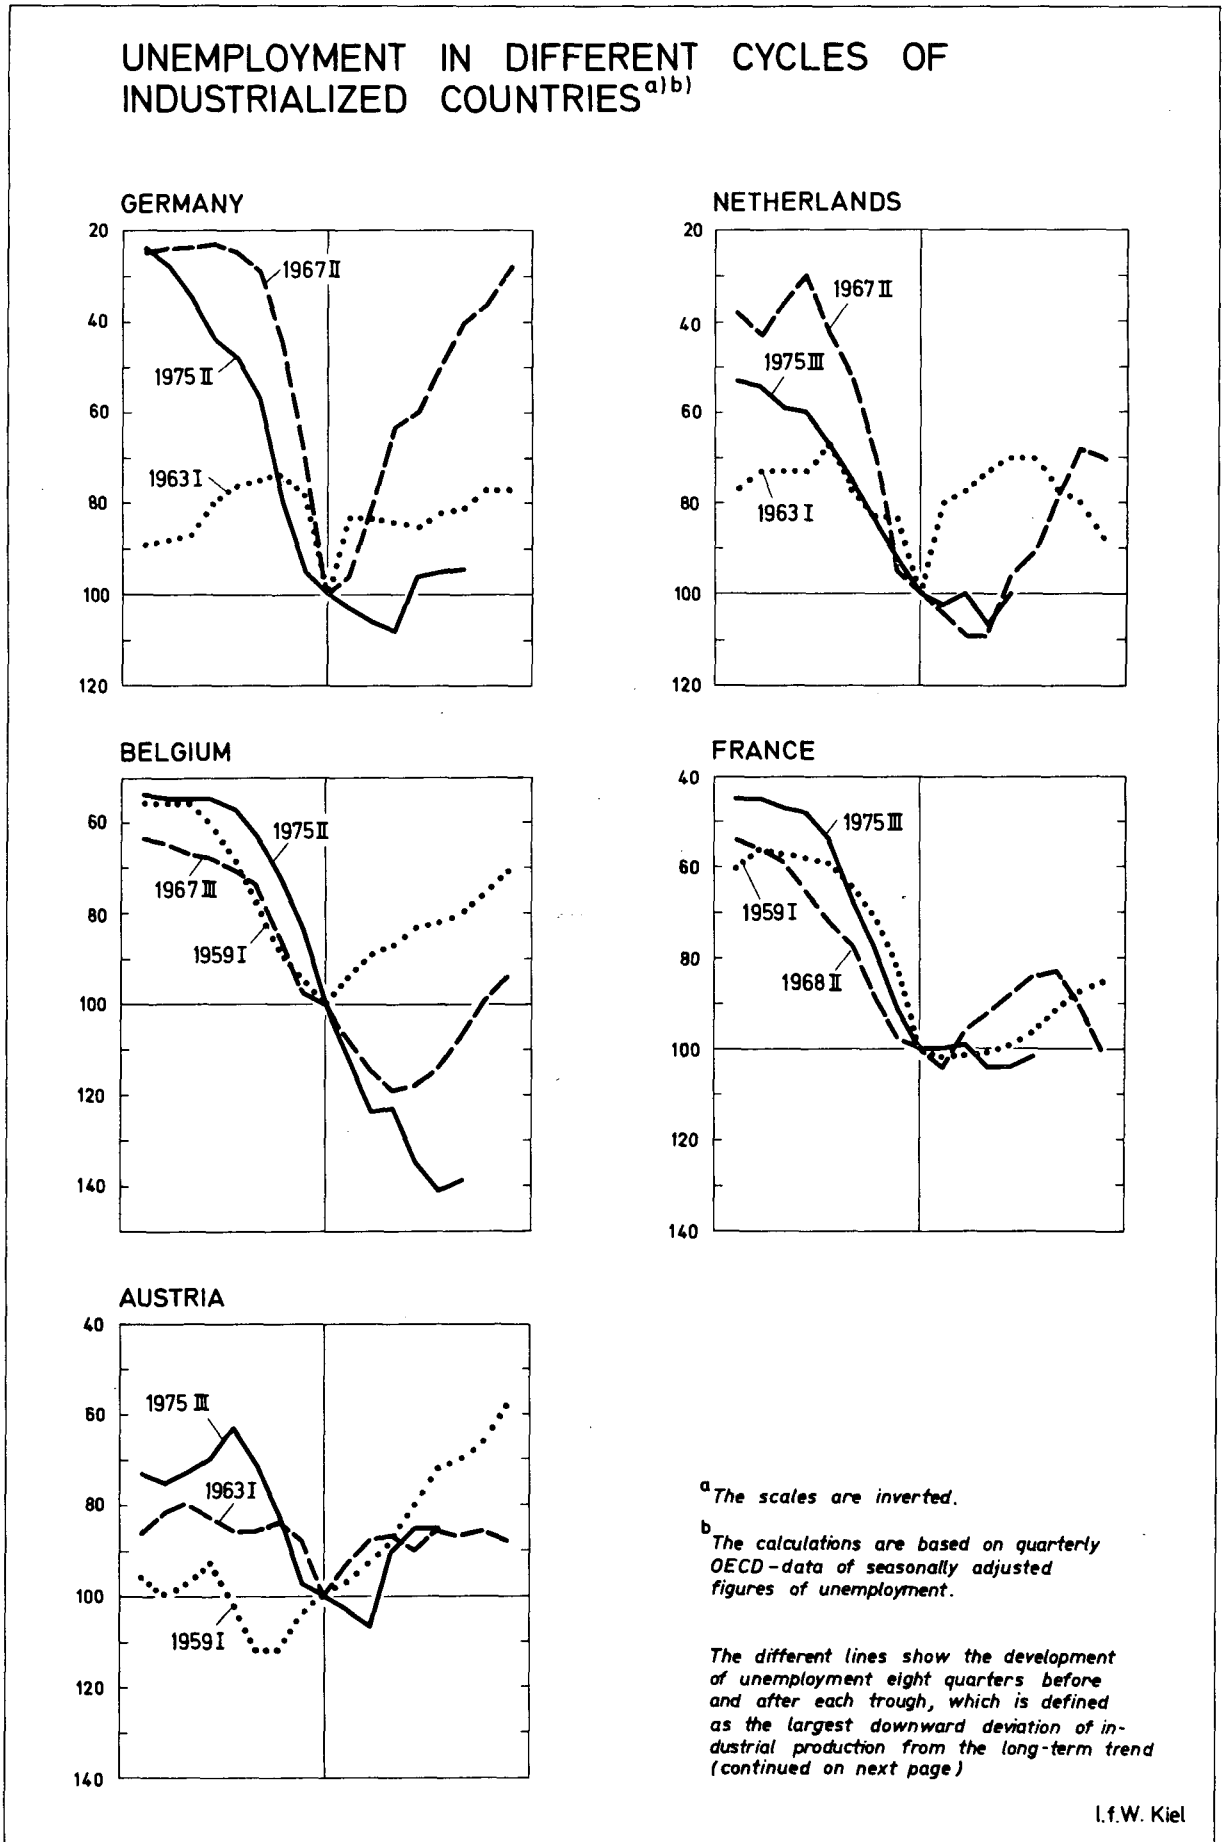 UNEMPLOYMENT IN DIFFERENT CYCLES OF
INDUSTRIALIZED COUNTRIES a)b)
GERMANY
20
40
60
80
100
120
1967 II
1975 II
1963 I
NETHERLANDS
20
40
60
80
100
120
1967 II
1975 III
1963 I
BELGIUM
60
80
100
120
140
1975 II
1967 III
1959 I
FRANCE
40
60
80
100
120
140
1975 III
1959 I
1968 II
AUSTRIA
40
60
80
100
120
140
1975 III
1963 I
1959 I
a The scales are inverted.
b The calculations are based on quarterly
OECD-data of seasonally adjusted
figures of unemployment.
The different lines show the development
of unemployment eight quarters before
and after each trough, which is defined
as the largest downward deviation of in-
dustrial production from the long-term trend
(continued on next page)
I.f.W. Kiel